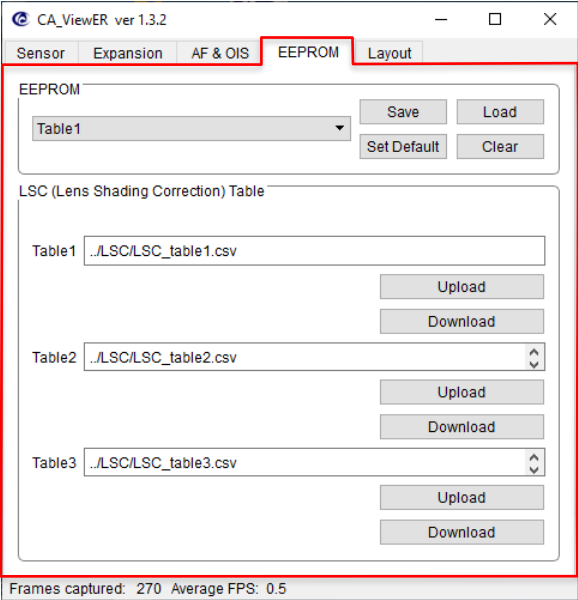 CA_ViewER ver 1.3.2
Sensor Expansion AF & OIS EEPROM Layout
EEPROM
Table1
Save Load
Set Default Clear
LSC (Lens Shading Correction) Table
Table1 ../LSC/LSC_table1.csv
Upload
Download
Table2 ../LSC/LSC_table2.csv
Upload
Download
Table3 ../LSC/LSC_table3.csv
Upload
Download
Frames captured: 270 Average FPS: 0.5